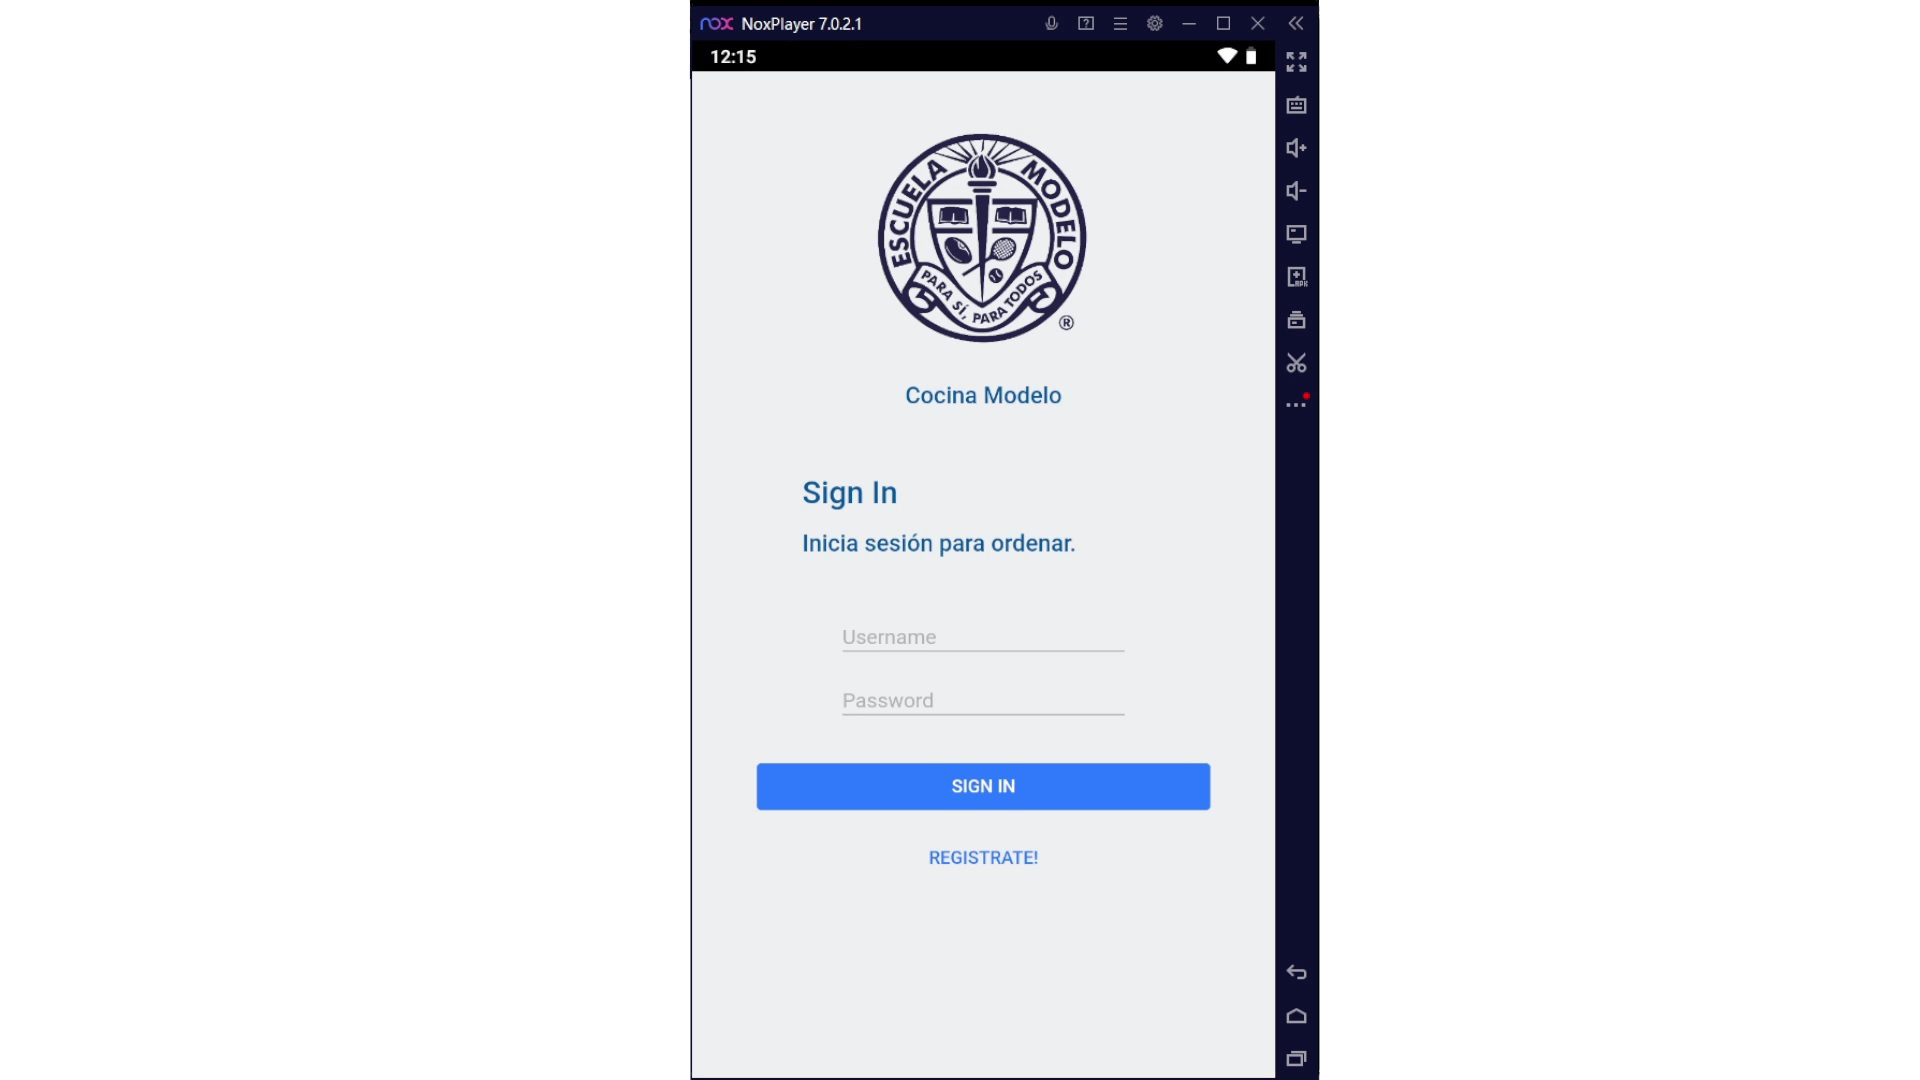 nox NoxPlayer 7.0.2.1
12:15
ESCUELA MODELO
PARA SÍ, PARA TODOS
®
Cocina Modelo
Sign In
Inicia sesión para ordenar.
Username
Password
SIGN IN
REGISTRATE!
APK